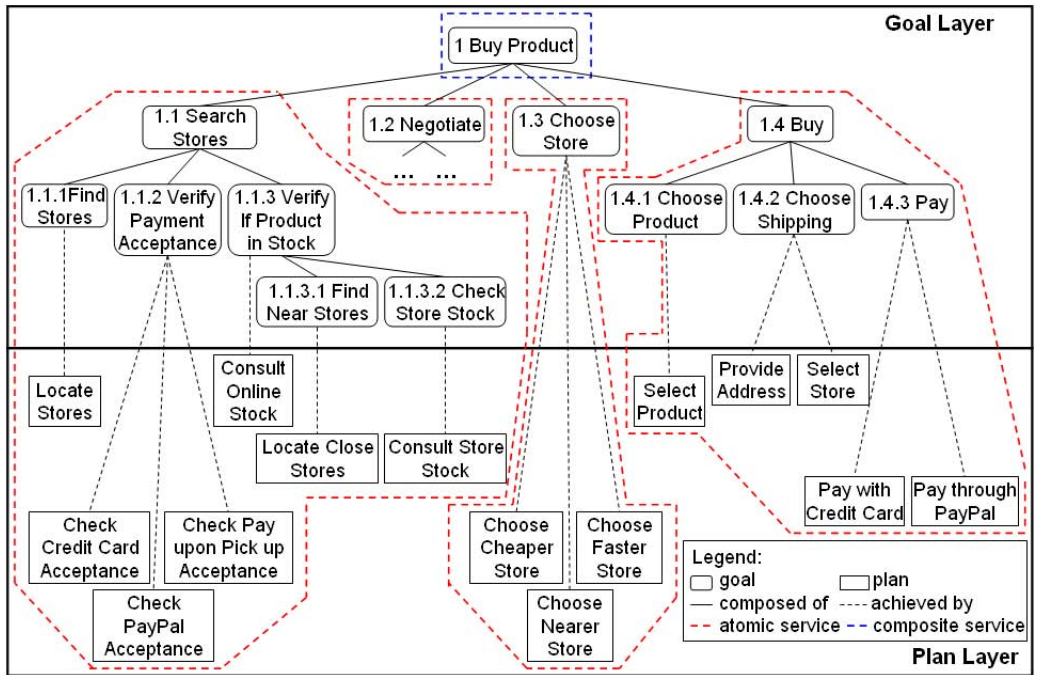 Goal Layer
1 Buy Product
1.1 Search
Stores
1.2 Negotiate
... ...
1.3 Choose
Store
1.4 Buy
1.1.1Find
Stores
1.1.2 Verify
Payment
Acceptance
1.1.3 Verify
If Product
in Stock
1.4.1 Choose
Product
1.4.2 Choose
Shipping
1.4.3 Pay
1.1.3.1 Find
Near Stores
1.1.3.2 Check
Store Stock
Locate
Stores
Consult
Online
Stock
Select
Product
Provide
Address
Select
Store
Locate Close
Stores
Consult Store
Stock
Pay with
Credit Card
Pay through
PayPal
Check
Credit Card
Acceptance
Check Pay
upon Pick up
Acceptance
Choose
Cheaper
Store
Choose
Faster
Store
Check
PayPal
Acceptance
Choose
Nearer
Store
Legend:
goal
plan
composed of
achieved by
atomic service
composite service
Plan Layer